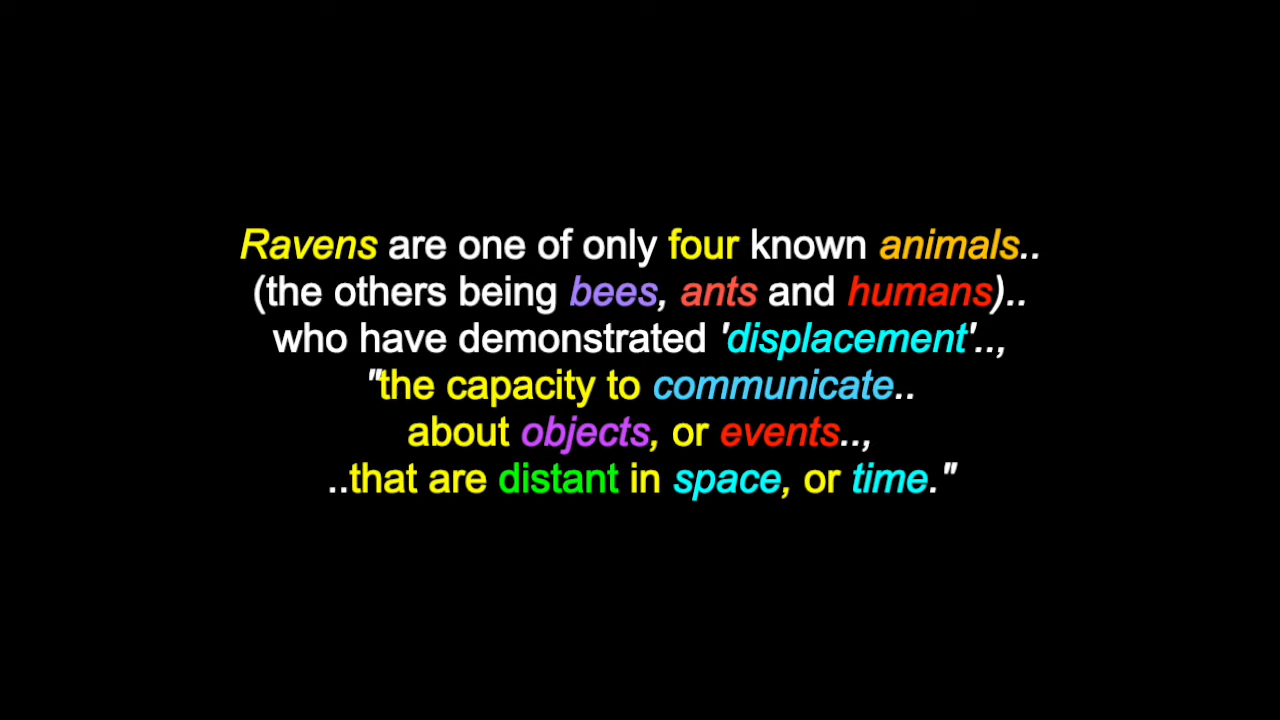 Ravens are one of only four known animals..
(the others being bees, ants and humans)..
who have demonstrated 'displacement'..,
"the capacity to communicate..
about objects, or events..,
..that are distant in space, or time."